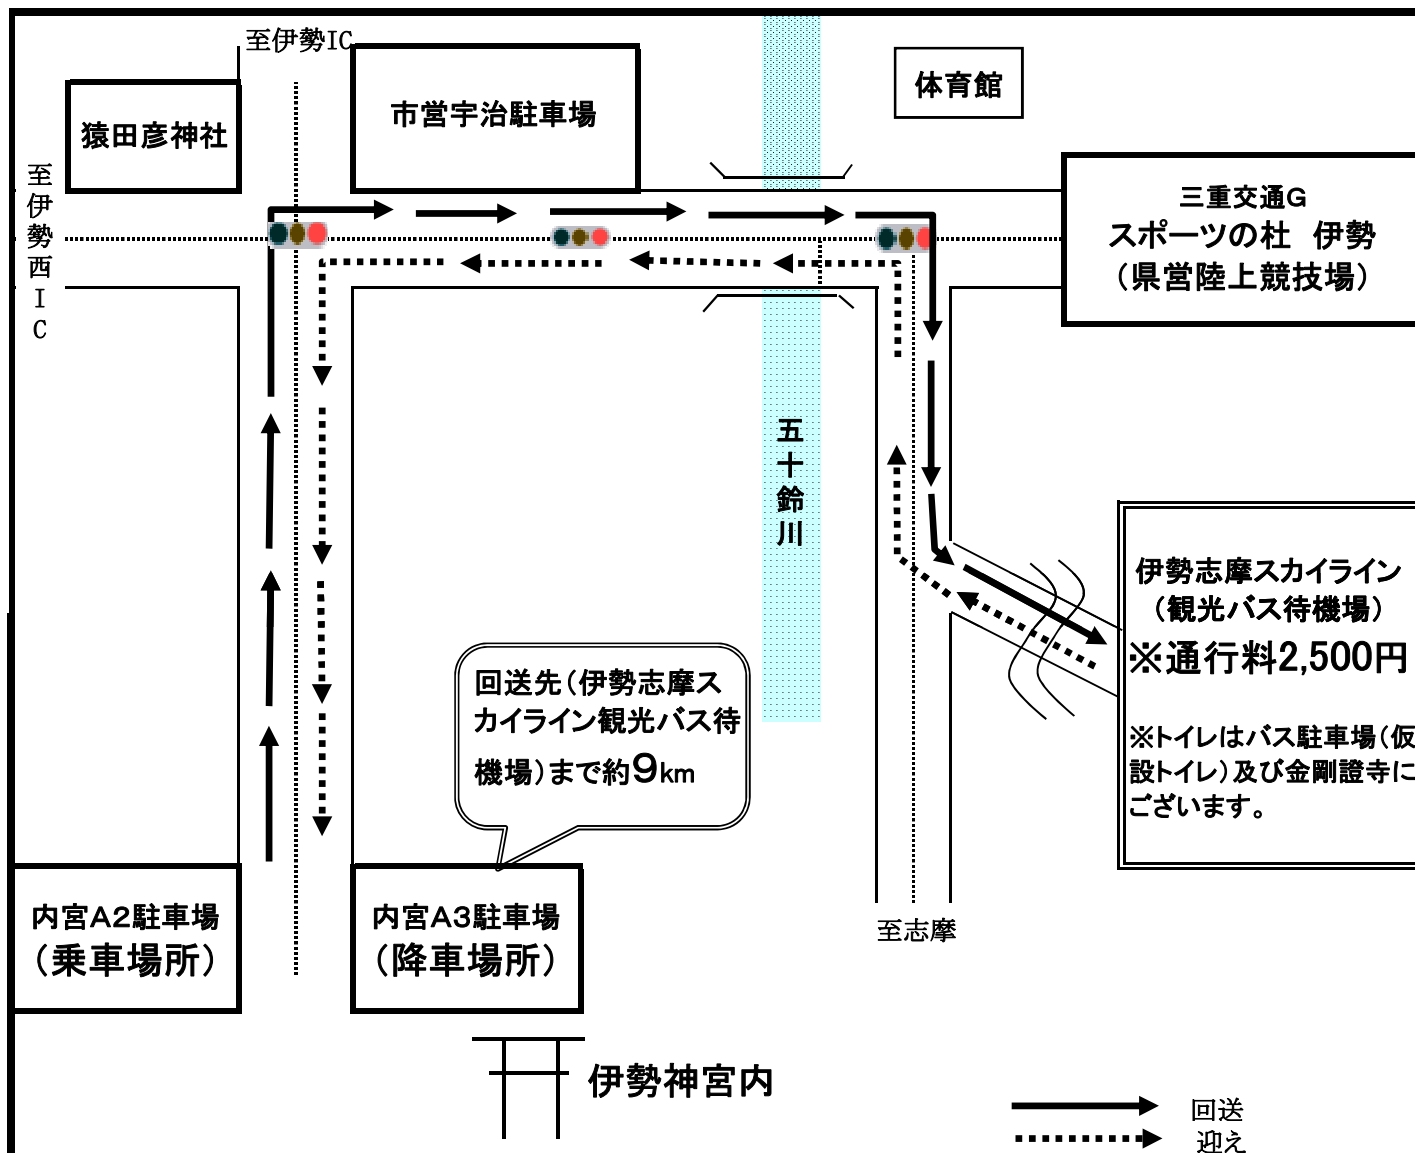 至伊勢IC
市営宇治駐車場
体育館
猿田彦神社
至伊勢西IC
三重交通G
スポーツの杜 伊勢
(県営陸上競技場)
五十鈴川
伊勢志摩スカイライン
(観光バス待機場)
※通行料2,500円
※トイレはバス駐車場(仮
設トイレ)及び金剛證寺に
ございます。
回送先(伊勢志摩ス
カイライン観光バス待
機場)まで約9km
内宮A2駐車場
(乗車場所)
内宮A3駐車場
(降車場所)
至志摩
伊勢神宮内
回送
迎え